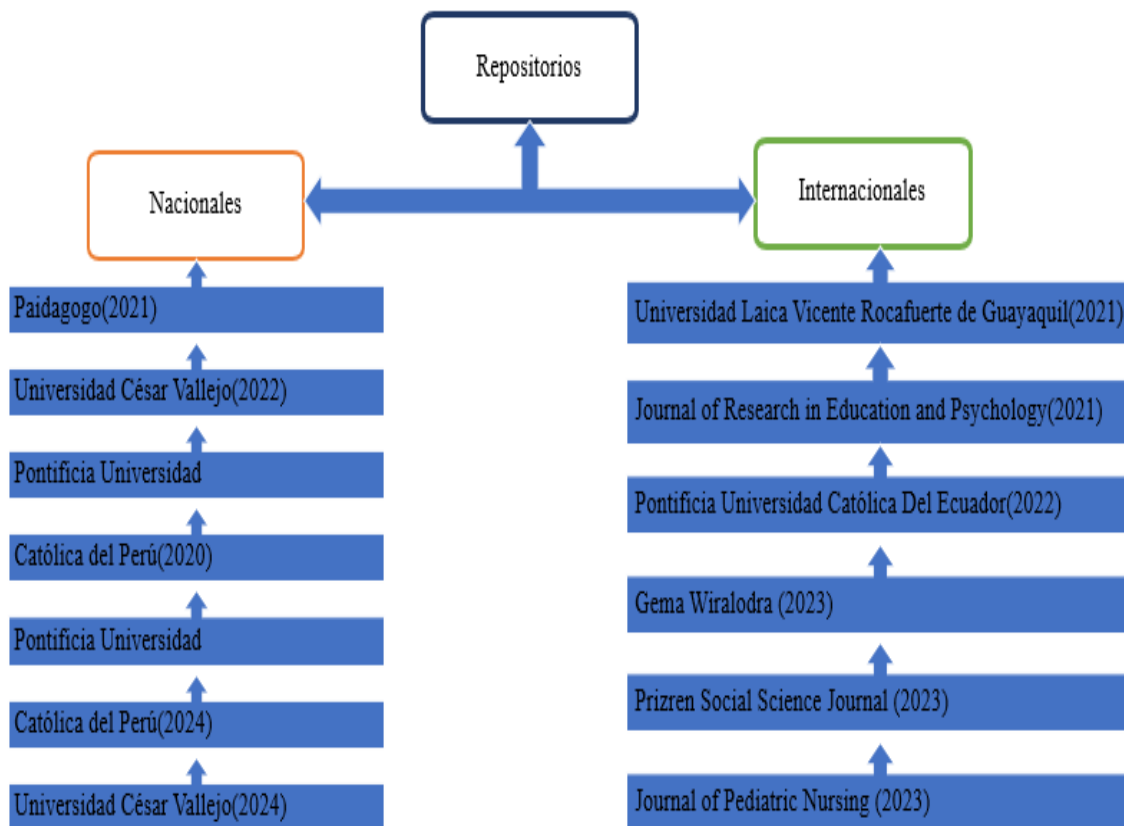 Repositorios
Nacionales
Paidagogo(2021)
Universidad César Vallejo(2022)
Pontificia Universidad
Católica del Perú(2020)
Pontificia Universidad
Católica del Perú(2024)
Universidad César Vallejo(2024)
Internacionales
Universidad Laica Vicente Rocafuerte de Guayaquil(2021)
Journal of Research in Education and Psychology(2021)
Pontificia Universidad Católica Del Ecuador(2022)
Gema Wiralodra (2023)
Prizren Social Science Journal (2023)
Journal of Pediatric Nursing (2023)